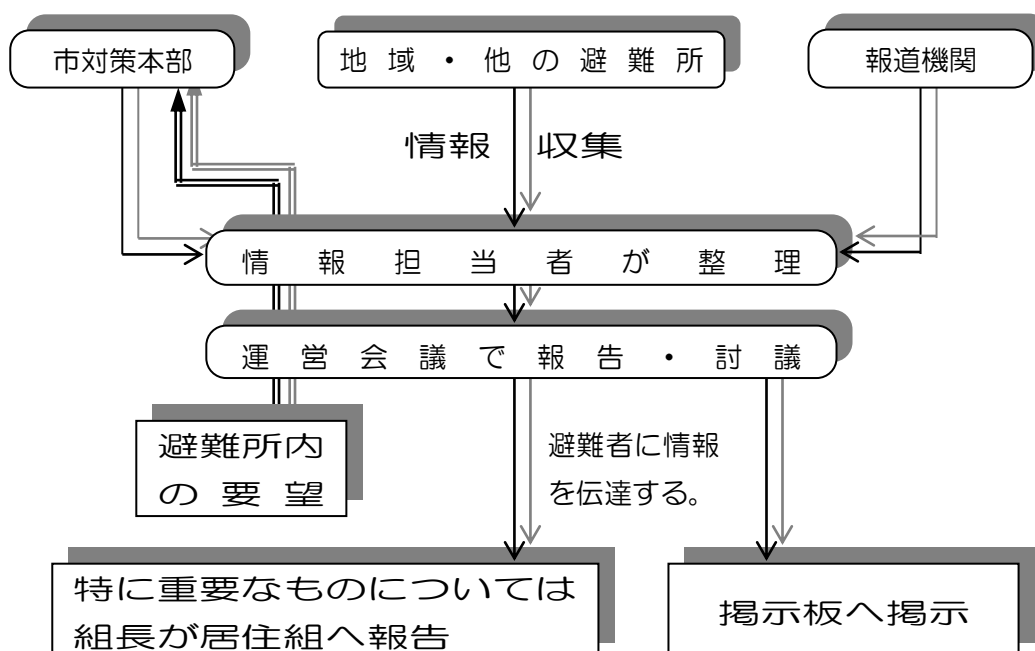 市対策本部
地域・他の避難所
報道機関
情報 収集
情報担当者が整理
運営会議で報告・討議
避難所内
の要望
避難者に情報
を伝達する。
特に重要なものについては
組長が居住組へ報告
掲示板へ掲示